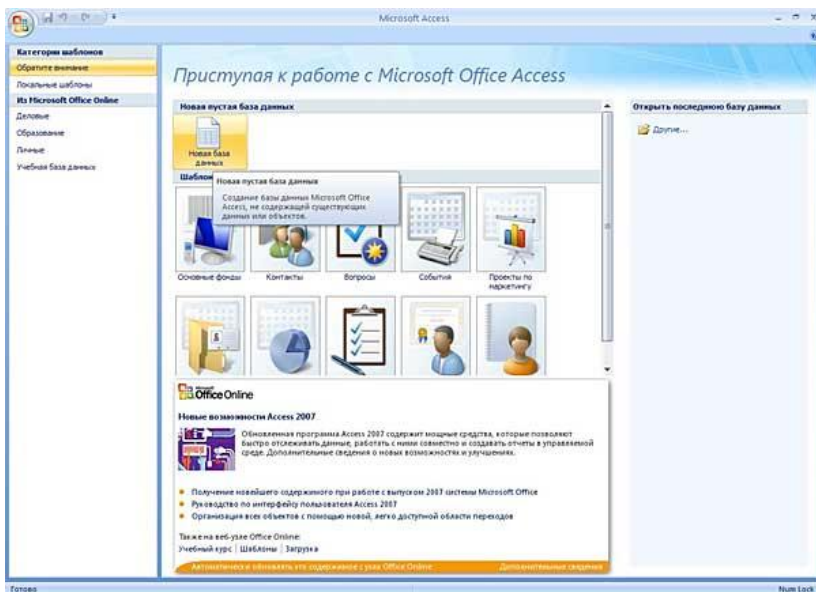 Microsoft Access
Категории шаблонов
Обратите внимание
Локальные шаблоны
Из Microsoft Office Online
Деловые
Образование
Личные
Учебная база данных
Приступая к работе с Microsoft Office Access
Новая пустая база данных
Новая база
данных
Шабло
Новая пустая база данных
Создание базы данных Microsoft Office
Access, не содержащей существующих
данных или объектов.
Основные фонды
Контакты
Вопросы
События
Проекты по
маркетингу
Открыть последнюю базу данных
Другие...
Microsoft
Office Online
Новые возможности Access 2007
Обновленная программа Access 2007 содержит мощные средства, которые позволяют
быстро отслеживать данные, работать с ними совместно и создавать отчеты в управляемой
среде. Дополнительные сведения о новых возможностях и улучшениях.
Получение новейшего содержимого при работе с выпуском 2007 системы Microsoft Office
Руководство по интерфейсу пользователя Access 2007
Организация всех объектов с помощью новой, легко доступной области переходов
Также на веб-узле Office Online:
Учебный курс | Шаблоны | Загрузка
Автоматически обновлять это содержимое с узла Office Online
Дополнительные сведения
Готово
Num Lock